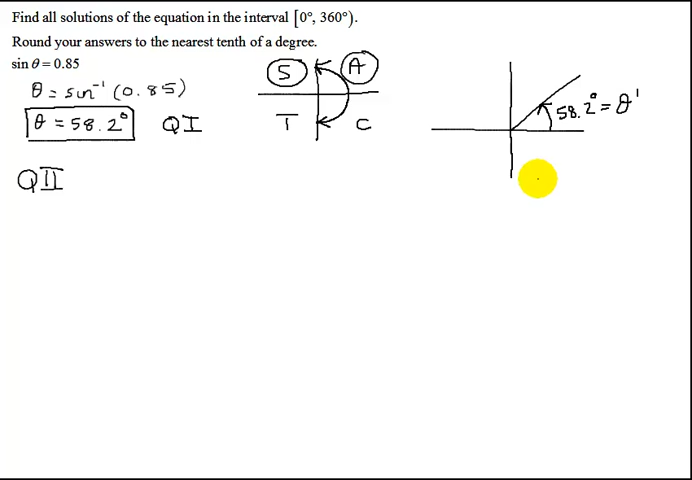 Find all solutions of the equation in the interval [0°, 360°).
Round your answers to the nearest tenth of a degree.
sin θ = 0.85
θ = sin⁻¹ (0.85)
θ = 58.2° QI
S A
T C
58.2° = θ'
QII